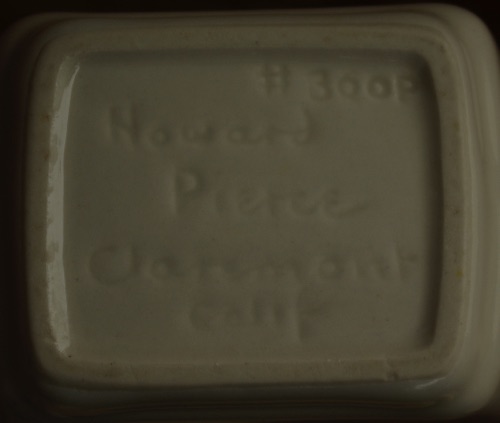 # 300P
Howard
Pierce
Claremont
Calif